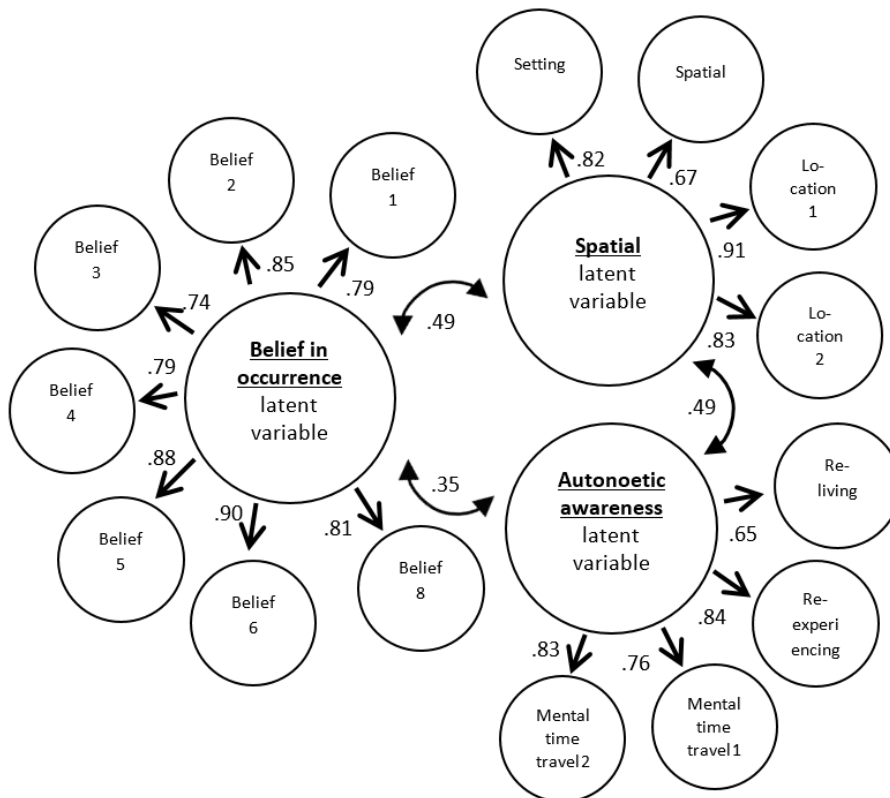 Setting
Spatial
Belief
2
Belief
1
Lo-
cation
1
.82
.67
Belief
3
.85
.79
Spatial
latent
variable
.91
.74
.49
Lo-
cation
2
.83
Belief
4
.79
Belief in
occurrence
latent
variable
.49
.88
.35
Autonoetic
awareness
latent
variable
Re-
living
.65
Belief
5
.90
.81
Belief
6
Belief
8
.84
Re-
experi
encing
.83
.76
Mental
time
travel2
Mental
time
travel1